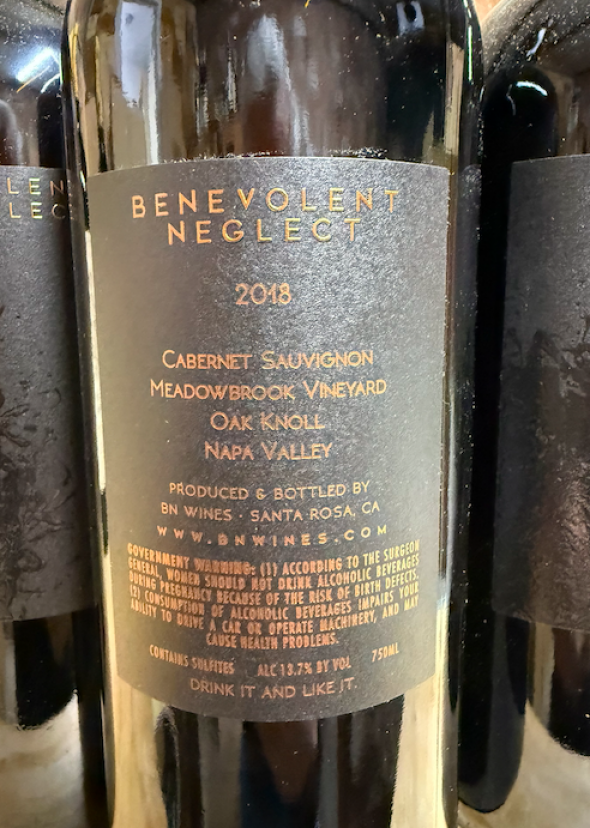 BENEVOLENT
NEGLECT
2018
CABERNET SAUVIGNON
MEADOWBROOK VINEYARD
OAK KNOLL
NAPA VALLEY
PRODUCED & BOTTLED BY
BN WINES · SANTA ROSA, CA
WWW.BNWINES.COM
GOVERNMENT WARNING: (1) ACCORDING TO THE SURGEON
GENERAL, WOMEN SHOULD NOT DRINK ALCOHOLIC BEVERAGES
DURING PREGNANCY BECAUSE OF THE RISK OF BIRTH DEFECTS.
(2) CONSUMPTION OF ALCOHOLIC BEVERAGES IMPAIRS YOUR
ABILITY TO DRIVE A CAR OR OPERATE MACHINERY, AND MAY
CAUSE HEALTH PROBLEMS.
CONTAINS SULFITES ALC 13.7% BY VOL 750ML
DRINK IT AND LIKE IT.
LEN
LEC